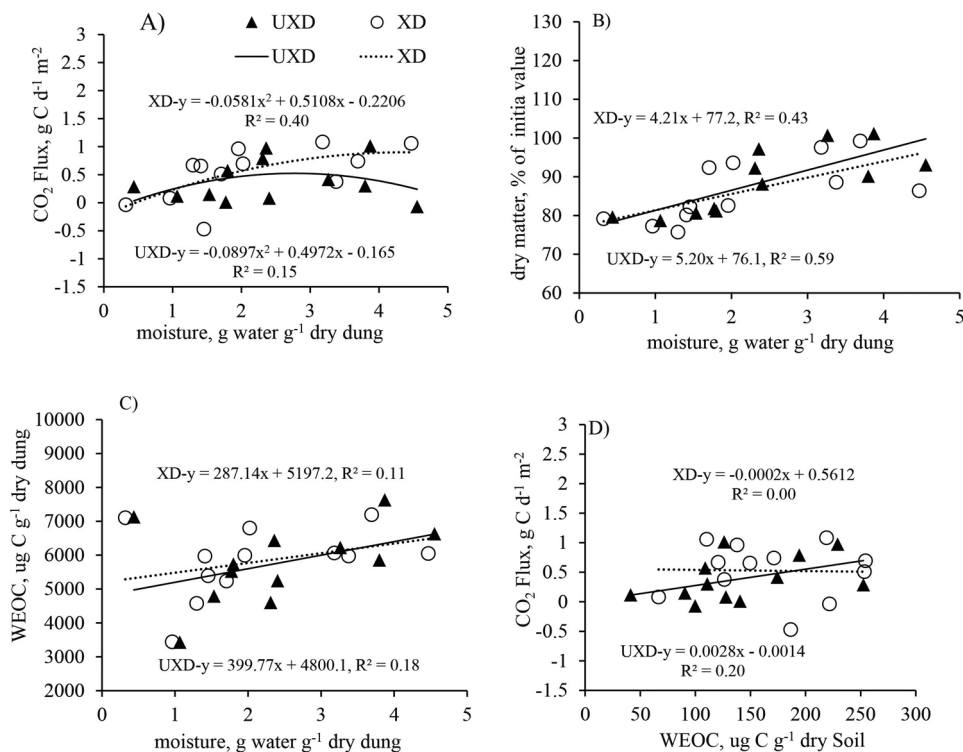 A)
▲ UXD ○ XD
UXD XD
3
2.5
2
1.5
1
0.5
0
-0.5
-1
-1.5
CO2 Flux, g C d-1 m-2
XD-y = -0.0581x2 + 0.5108x - 0.2206
R² = 0.40
UXD-y = -0.0897x2 + 0.4972x - 0.165
R² = 0.15
0 1 2 3 4 5
moisture, g water g-1 dry dung
B)
130
120
110
100
90
80
70
60
dry matter, % of initia value
XD-y = 4.21x + 77.2, R² = 0.43
UXD-y = 5.20x + 76.1, R² = 0.59
0 1 2 3 4 5
moisture, g water g-1 dry dung
C)
10000
9000
8000
7000
6000
5000
4000
3000
2000
WEOC, ug C g-1 dry dung
XD-y = 287.14x + 5197.2, R² = 0.11
UXD-y = 399.77x + 4800.1, R² = 0.18
0 1 2 3 4 5
moisture, g water g-1 dry dung
D)
3
2.5
2
1.5
1
0.5
0
-0.5
-1
-1.5
CO2 Flux, g C d-1 m-2
XD-y = -0.0002x + 0.5612
R² = 0.00
UXD-y = 0.0028x - 0.0014
R² = 0.20
0 50 100 150 200 250 300
WEOC, ug C g-1 dry Soil